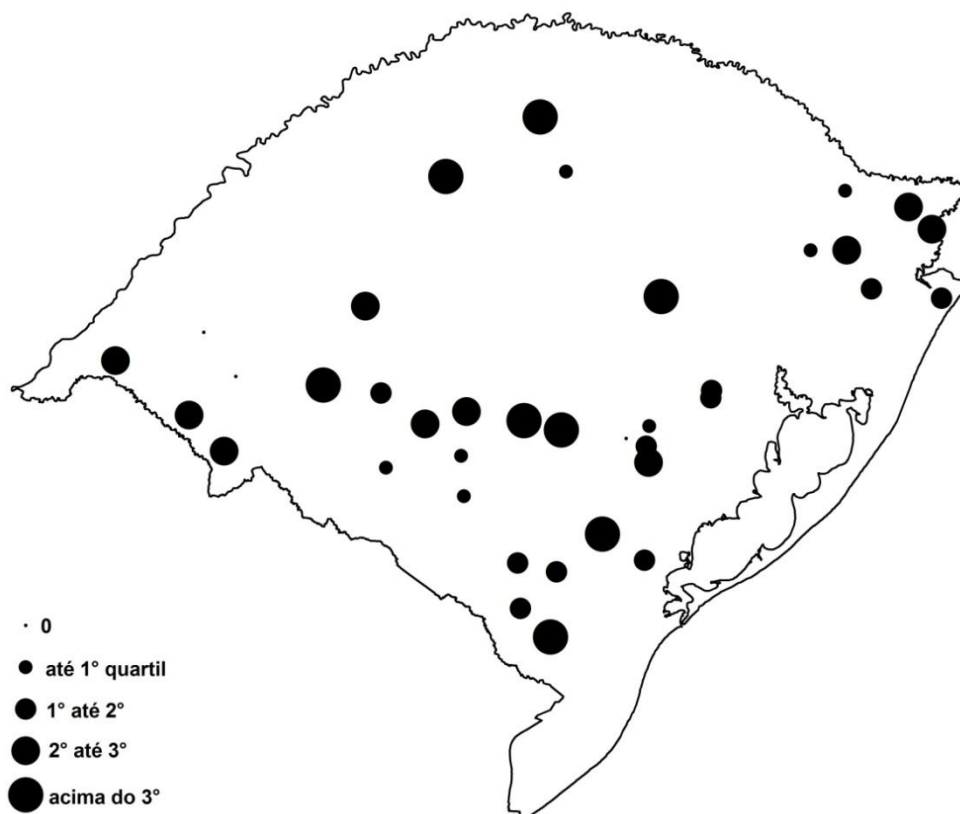 0
até 1° quartil
1° até 2°
2° até 3°
acima do 3°